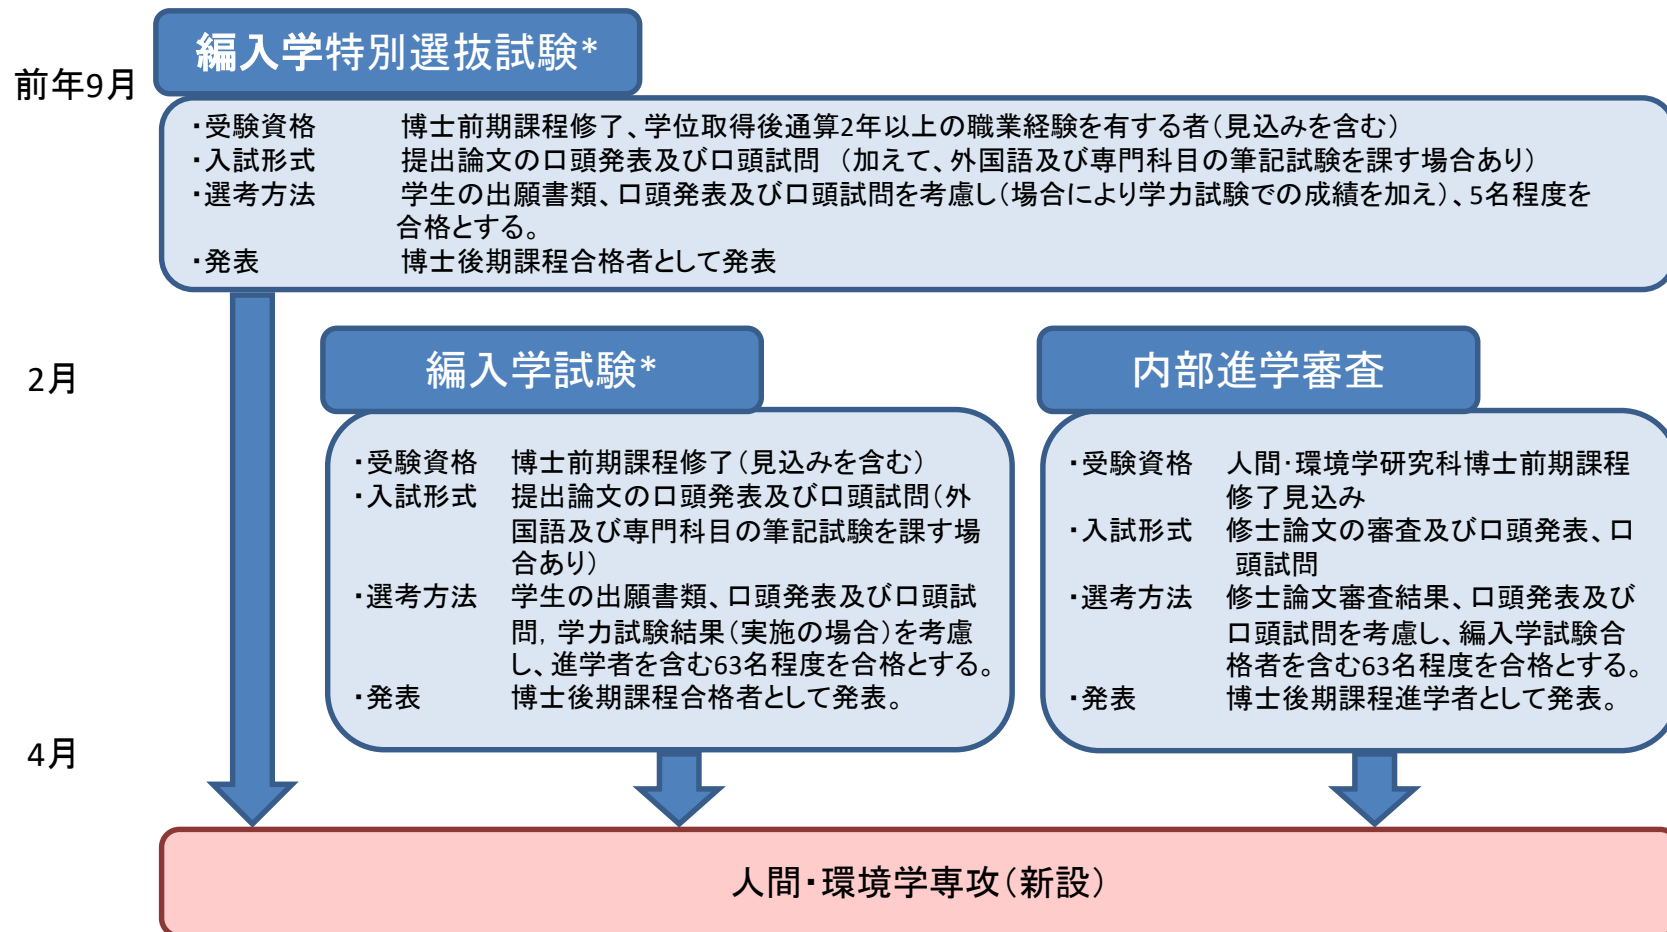 編入学特別選抜試験*
前年9月
・受験資格 博士前期課程修了、学位取得後通算2年以上の職業経験を有する者(見込みを含む)
・入試形式 提出論文の口頭発表及び口頭試問 (加えて、外国語及び専門科目の筆記試験を課す場合あり)
・選考方法 学生の出願書類、口頭発表及び口頭試問を考慮し(場合により学力試験での成績を加え)、5名程度を
合格とする。
・発表 博士後期課程合格者として発表
2月
編入学試験*
・受験資格 博士前期課程修了(見込みを含む)
・入試形式 提出論文の口頭発表及び口頭試問(外
国語及び専門科目の筆記試験を課す場
合あり)
・選考方法 学生の出願書類、口頭発表及び口頭試
問,学力試験結果(実施の場合)を考慮
し、進学者を含む63名程度を合格とする。
・発表 博士後期課程合格者として発表。
内部進学審査
・受験資格 人間・環境学研究科博士前期課程
修了見込み
・入試形式 修士論文の審査及び口頭発表、口
頭試問
・選考方法 修士論文審査結果、口頭発表及び
口頭試問を考慮し、編入学試験合
格者を含む63名程度を合格とする。
・発表 博士後期課程進学者として発表。
4月
人間・環境学専攻(新設)